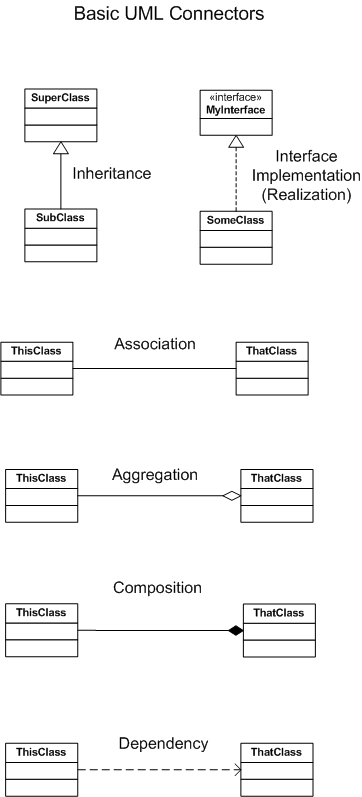 Basic UML Connectors
SuperClass
Inheritance
SubClass
«interface»
MyInterface
Interface
Implementation
(Realization)
SomeClass
ThisClass
Association
ThatClass
ThisClass
Aggregation
ThatClass
ThisClass
Composition
ThatClass
ThisClass
Dependency
ThatClass